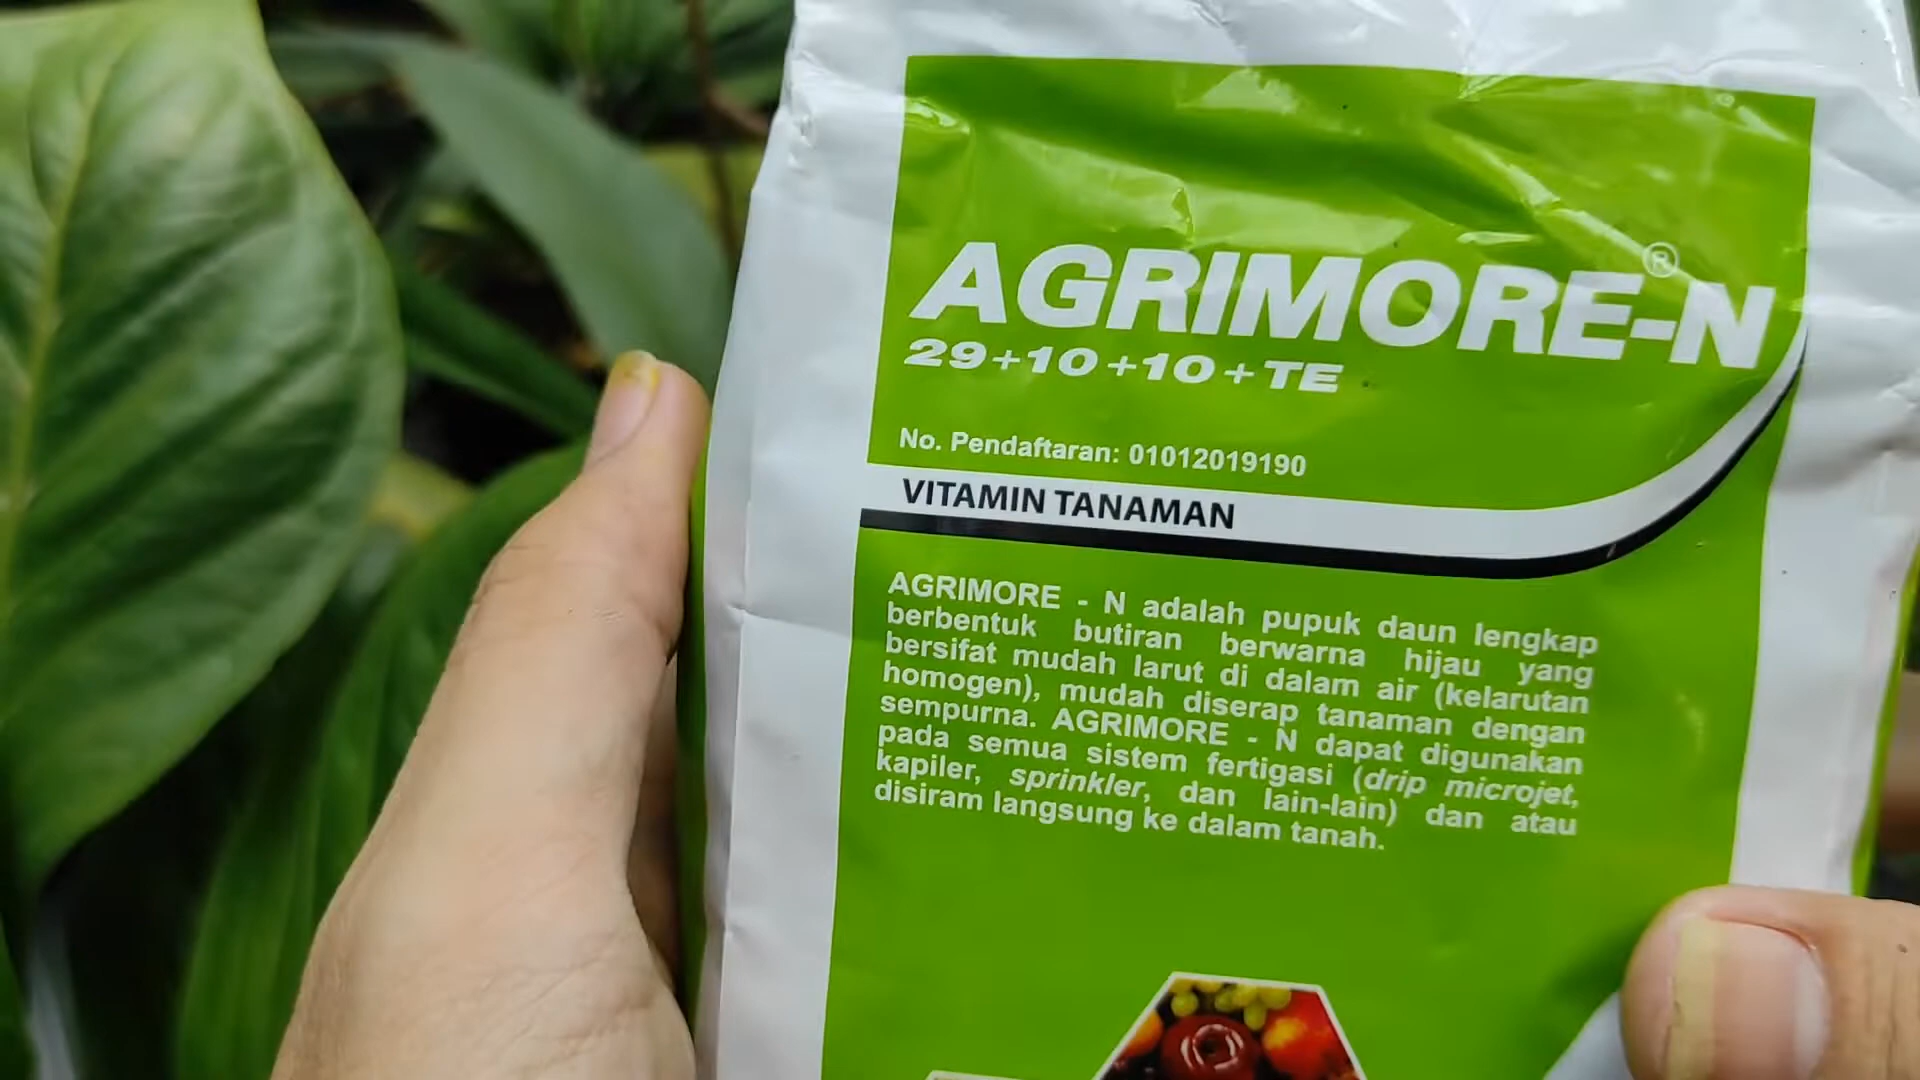 AGRIMORE-N®
29+10+10+TE
No. Pendaftaran: 01012019190
VITAMIN TANAMAN
AGRIMORE - N adalah pupuk daun lengkap
berbentuk butiran berwarna hijau yang
bersifat mudah larut di dalam air (kelarutan
homogen), mudah diserap tanaman dengan
sempurna. AGRIMORE - N dapat digunakan
pada semua sistem fertigasi (drip microjet,
kapiler, sprinkler, dan lain-lain) dan atau
disiram langsung ke dalam tanah.